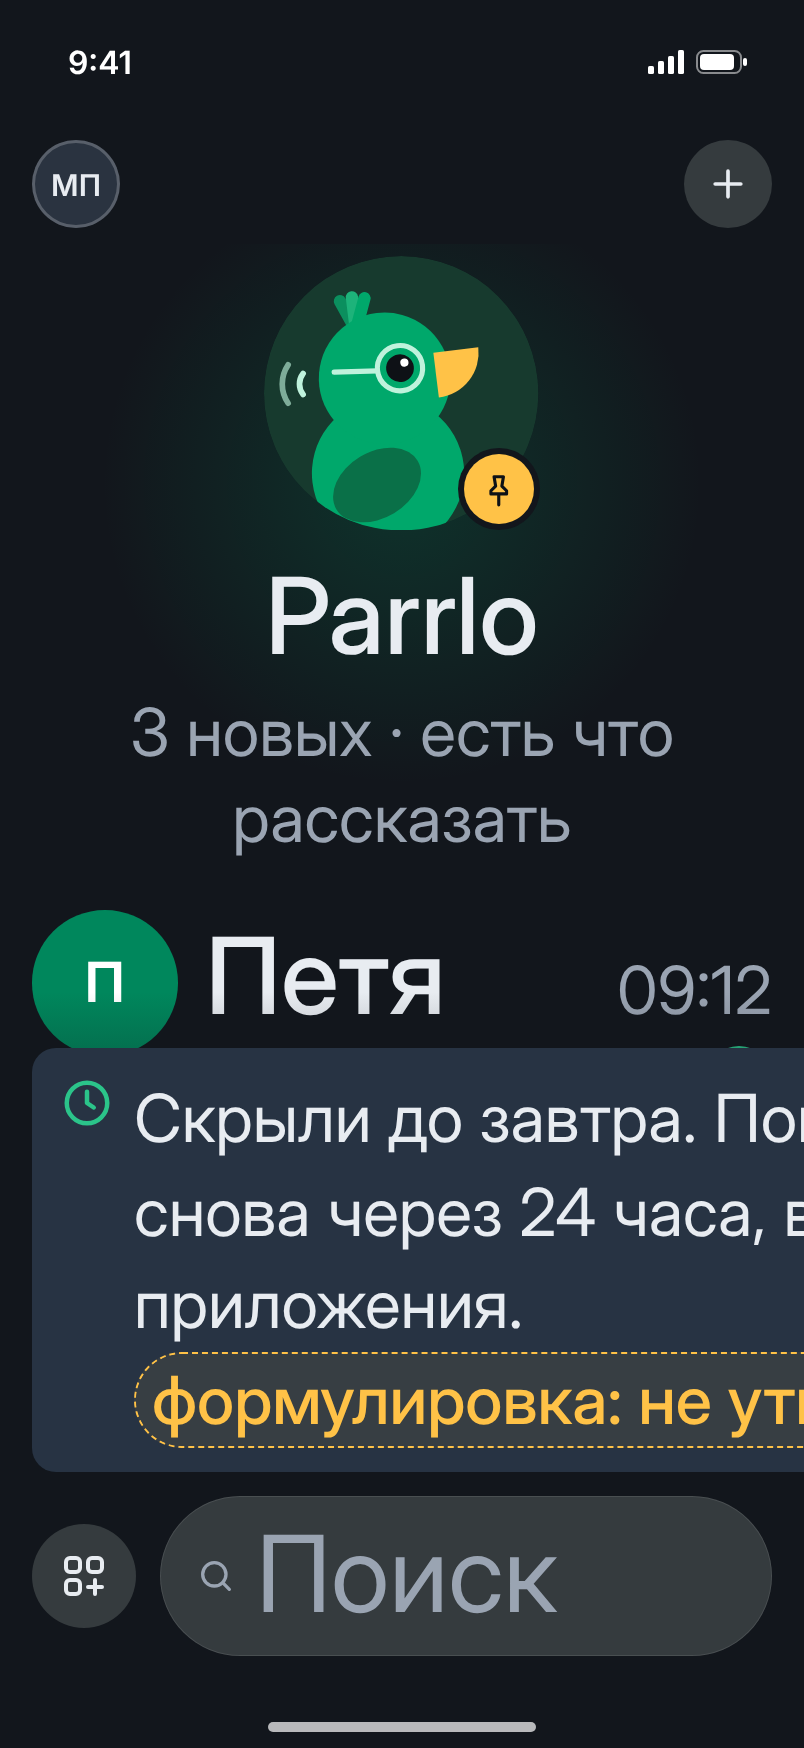 9:41
МП
Parrlo
3 новых · есть что
рассказать
П
Петя
09:12
Скрыли до завтра.
снова через 24 часа,
приложения.
формулировка: не
Поиск